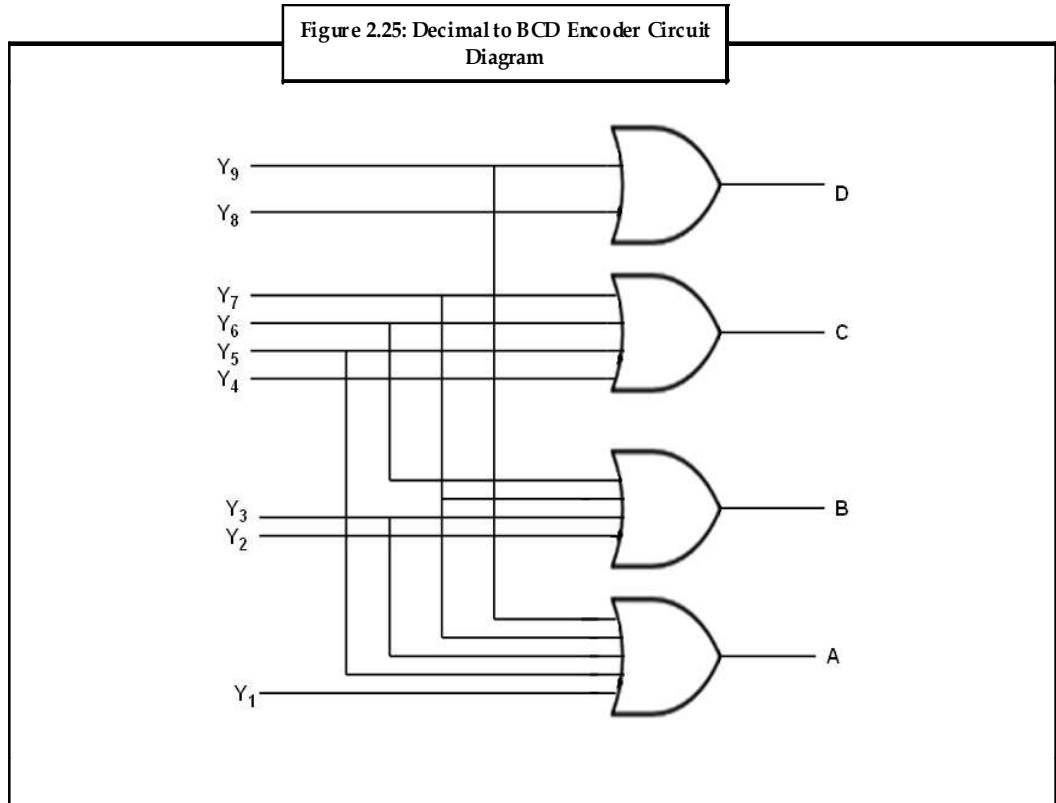 Figure 2.25: Decimal to BCD Encoder Circuit
Diagram
Y₉
D
Y₈
Y₇
Y₆
C
Y₅
Y₄
Y₃
B
Y₂
A
Y₁